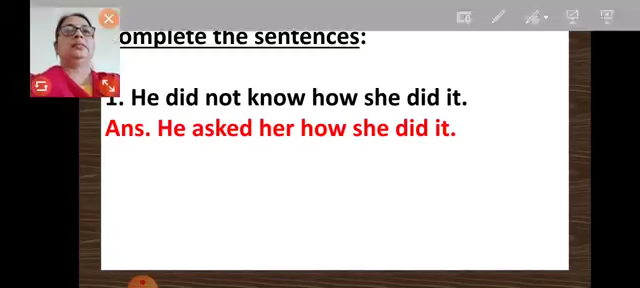 omplete the sentences:
1. He did not know how she did it.
Ans. He asked her how she did it.